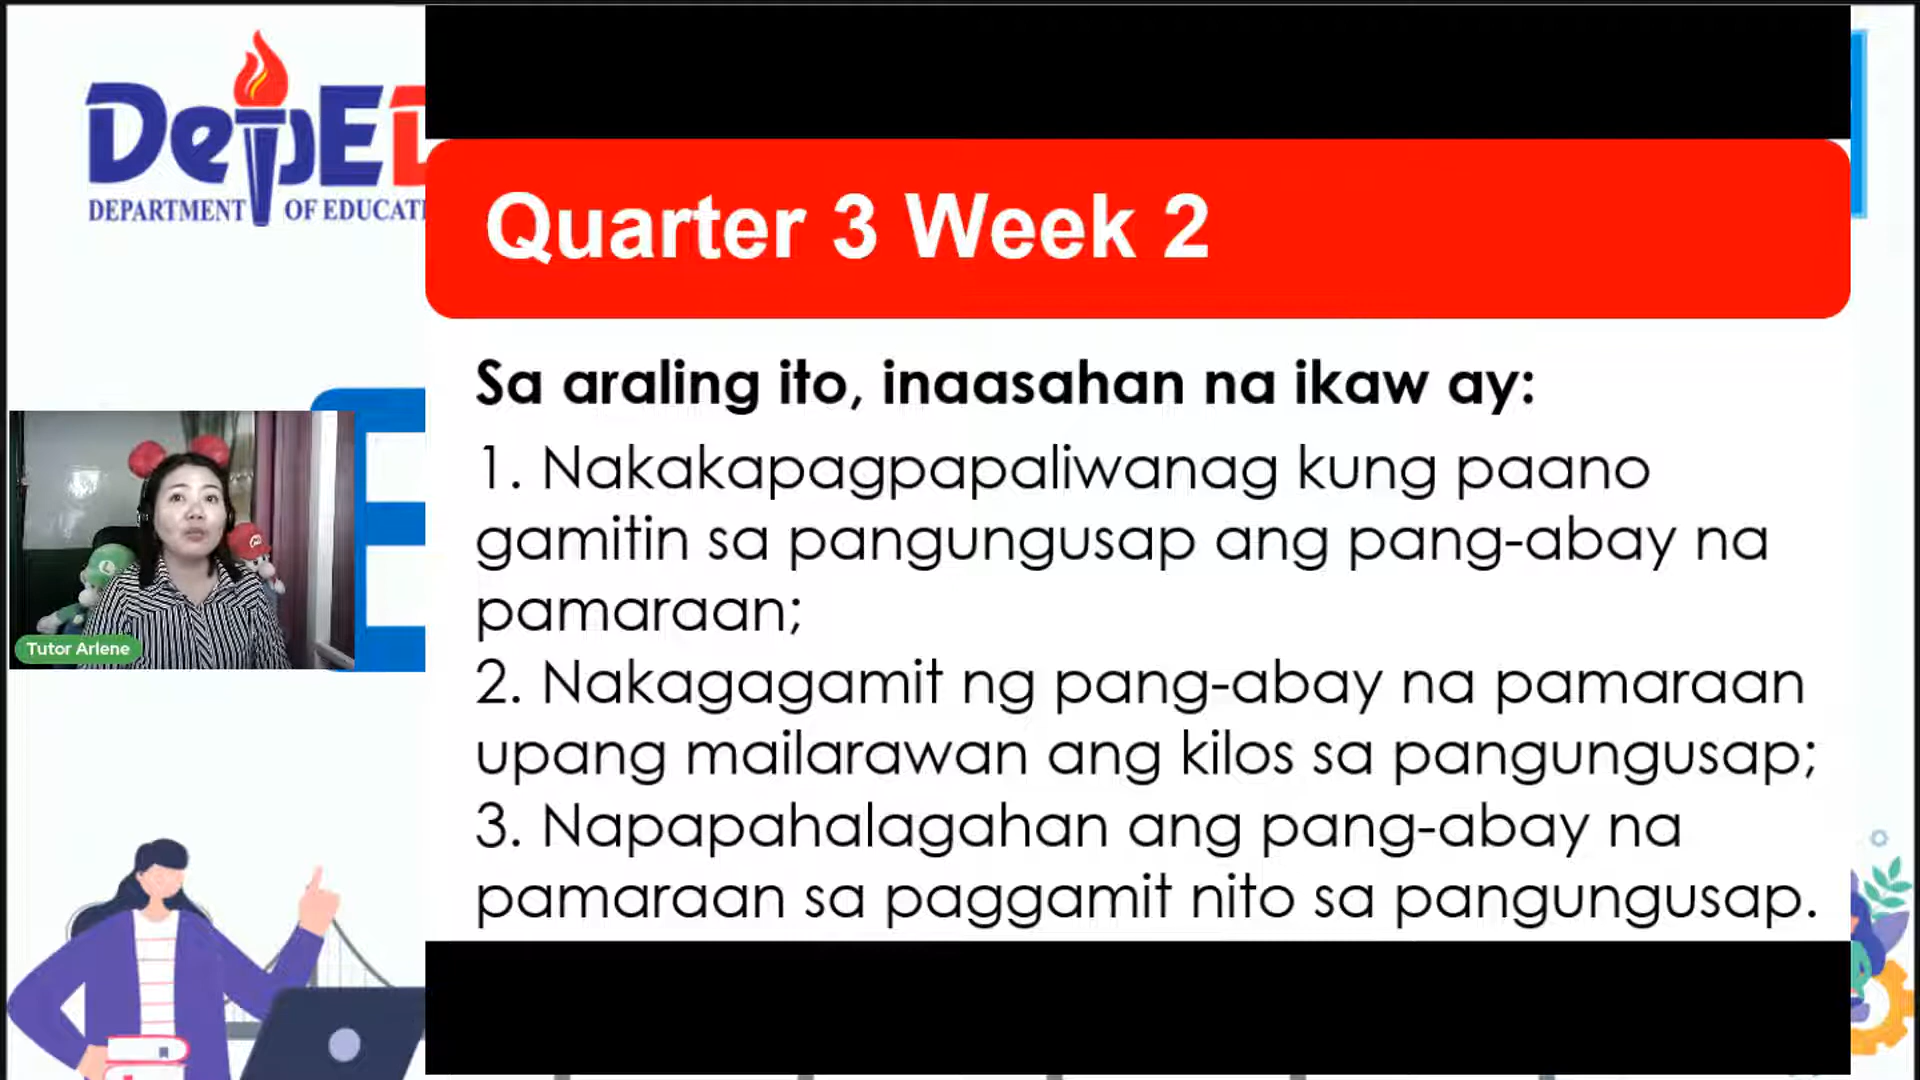 DepED
DEPARTMENT OF EDUCATI
Quarter 3 Week 2
Sa araling ito, inaasahan na ikaw ay:
1. Nakakapagpapaliwanag kung paano
gamitin sa pangungusap ang pang-abay na
pamaraan;
2. Nakagagamit ng pang-abay na pamaraan
upang mailarawan ang kilos sa pangungusap;
3. Napapahalagahan ang pang-abay na
pamaraan sa paggamit nito sa pangungusap.
Tutor Arlene